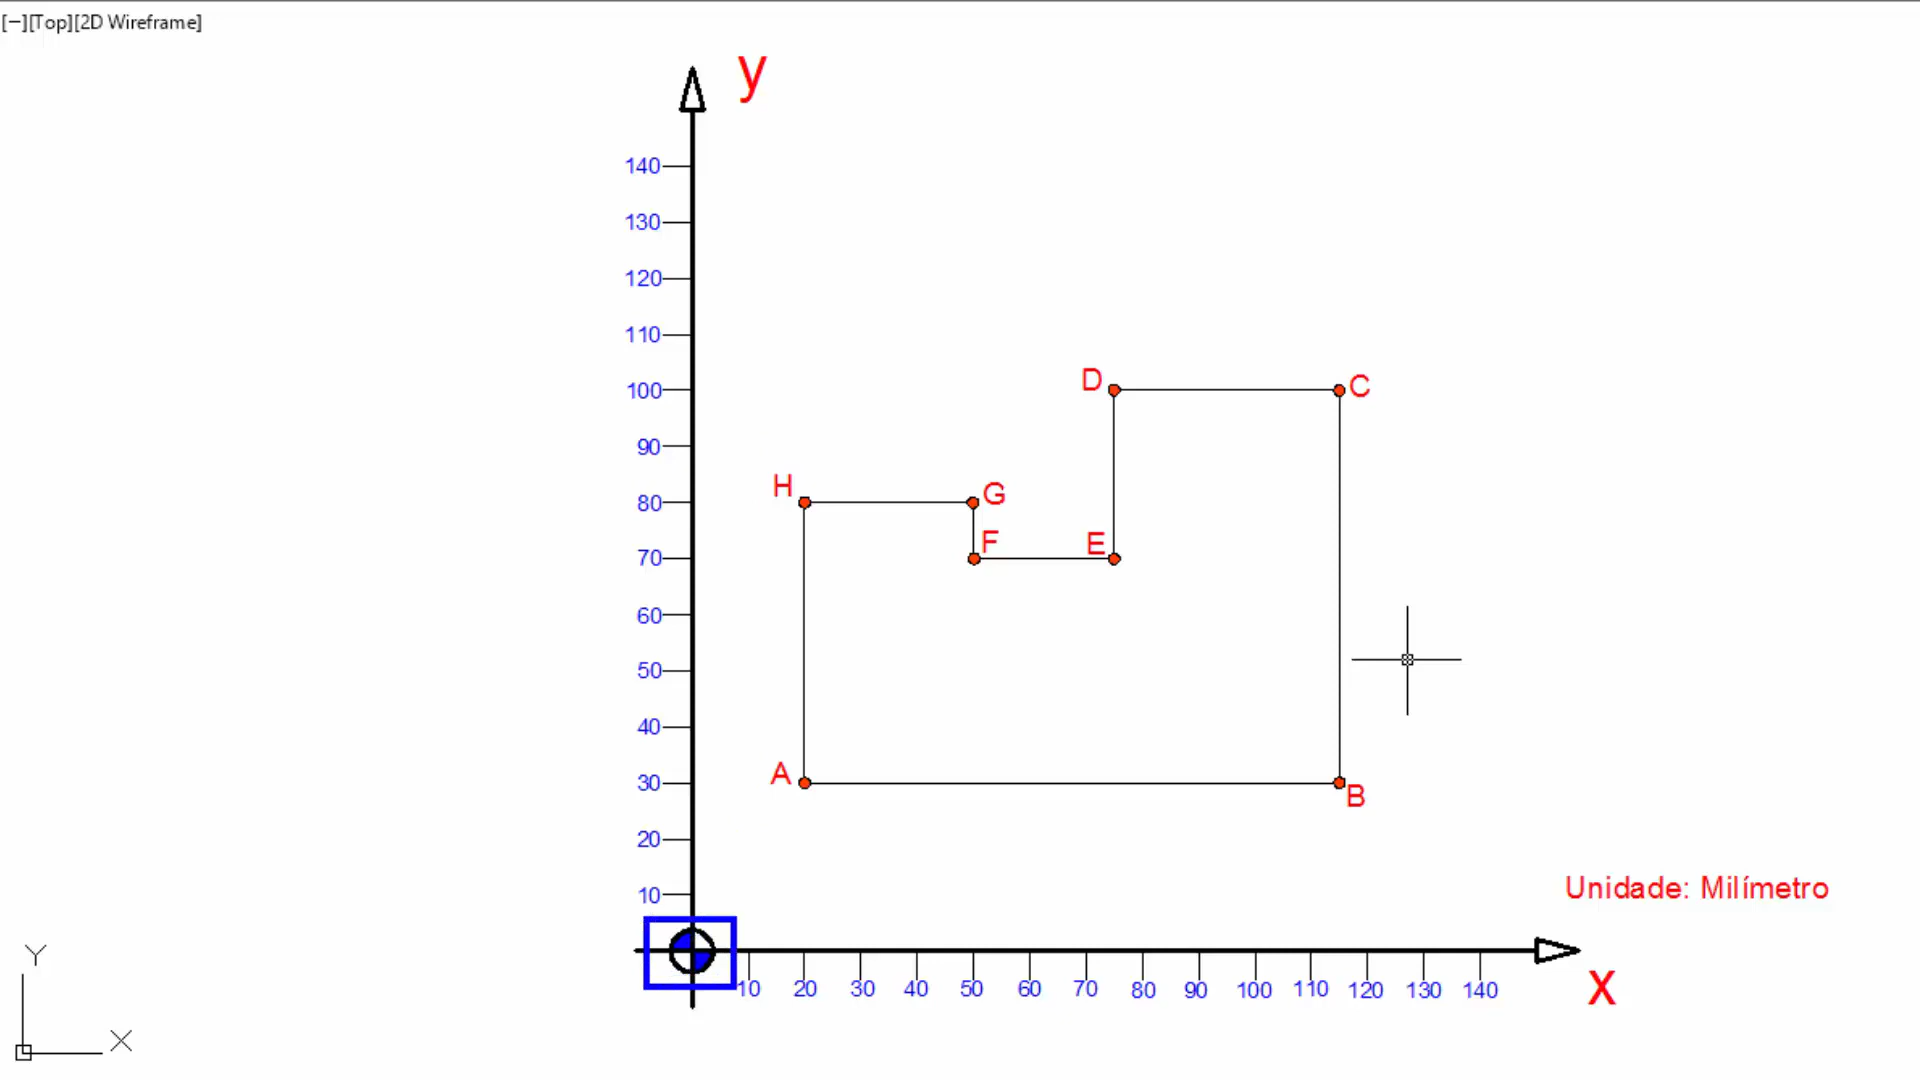 [−][Top][2D Wireframe]
y
140
130
120
110
100
D
C
90
H
G
80
F
E
70
60
50
40
A
30
B
20
Unidade: Milímetro
10
10 20 30 40 50 60 70 80 90 100 110 120 130 140
x
Y
X